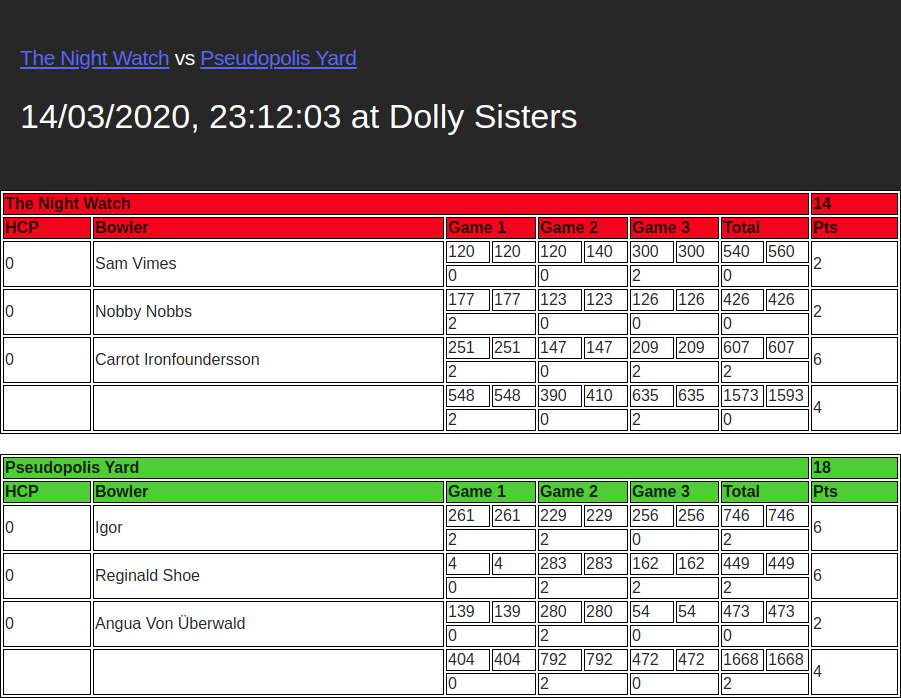 The Night Watch vs Pseudopolis Yard
14/03/2020, 23:12:03 at Dolly Sisters
The Night Watch 14
HCP Bowler Game 1 Game 2 Game 3 Total Pts
0 Sam Vimes 120 120 120 140 300 300 540 560 2
0 0 2 0
0 Nobby Nobbs 177 177 123 123 126 126 426 426 2
2 0 0 0
0 Carrot Ironfoundersson 251 251 147 147 209 209 607 607 6
2 0 2 2
548 548 390 410 635 635 1573 1593 4
2 0 2 0
Pseudopolis Yard 18
HCP Bowler Game 1 Game 2 Game 3 Total Pts
0 Igor 261 261 229 229 256 256 746 746 6
2 2 0 2
0 Reginald Shoe 4 4 283 283 162 162 449 449 6
0 2 2 2
0 Angua Von Überwald 139 139 280 280 54 54 473 473 2
0 2 0 0
404 404 792 792 472 472 1668 1668 4
0 2 0 2